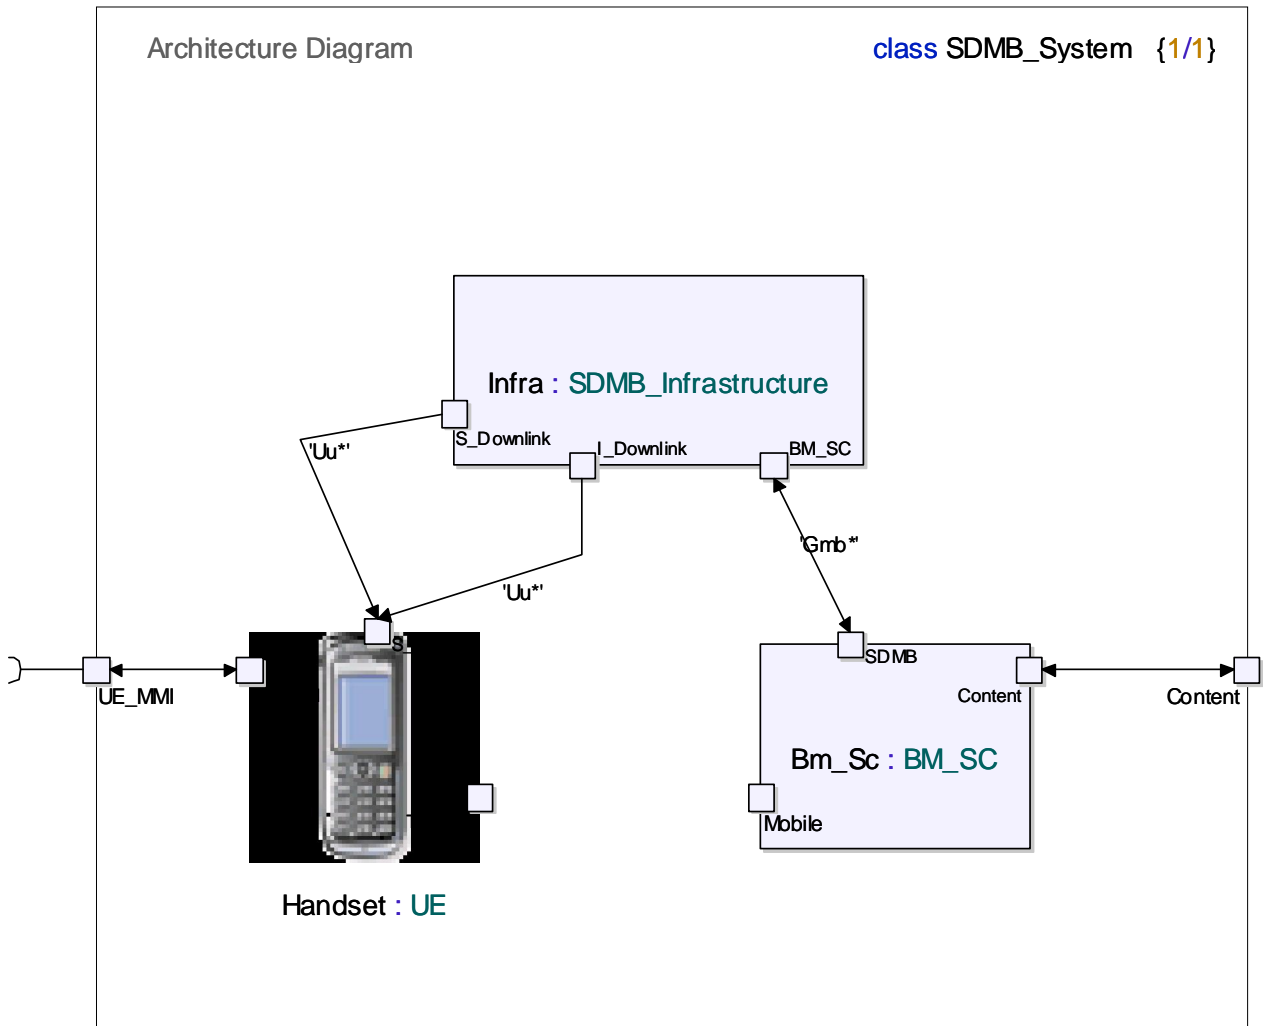 Architecture Diagram
class SDMB_System {1/1}
Infra : SDMB_Infrastructure
S_Downlink
I_Downlink
BM_SC
'Uu*'
'Gmb*'
'Uu*'
S_
SDMB
UE_MMI
Content
Content
Bm_Sc : BM_SC
Mobile
Handset : UE